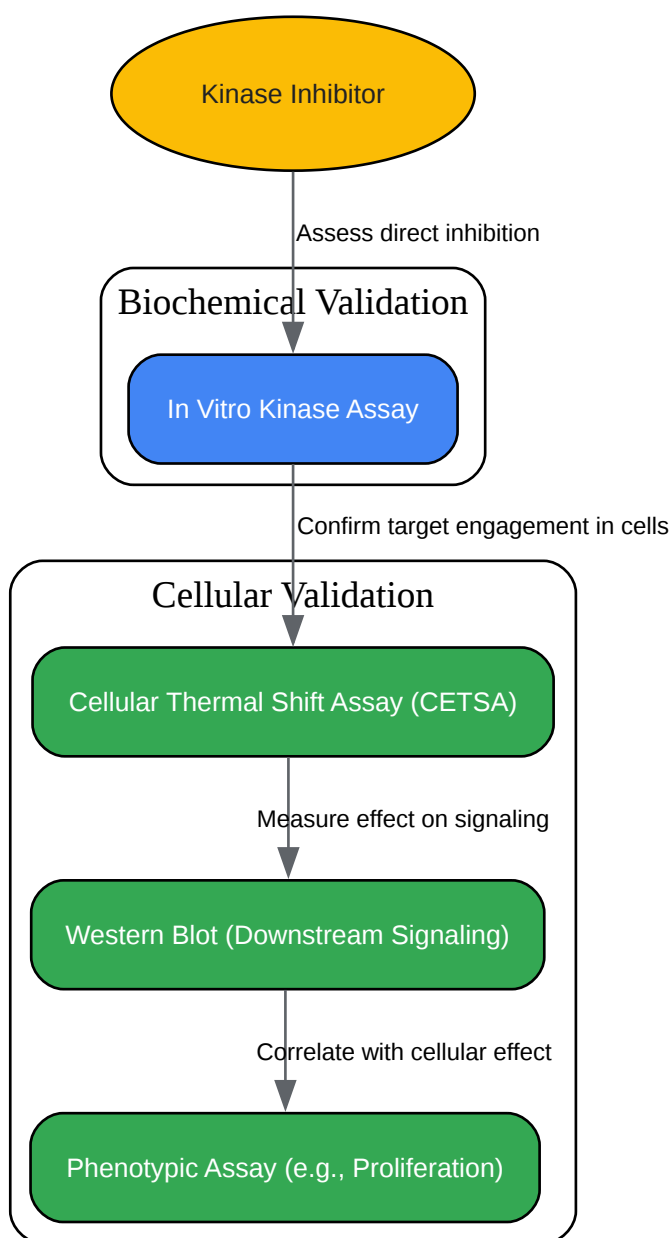 Kinase Inhibitor
Assess direct inhibition
Biochemical Validation
In Vitro Kinase Assay
Confirm target engagement in cells
Cellular Validation
Cellular Thermal Shift Assay (CETSA)
Measure effect on signaling
Western Blot (Downstream Signaling)
Correlate with cellular effect
Phenotypic Assay (e.g., Proliferation)